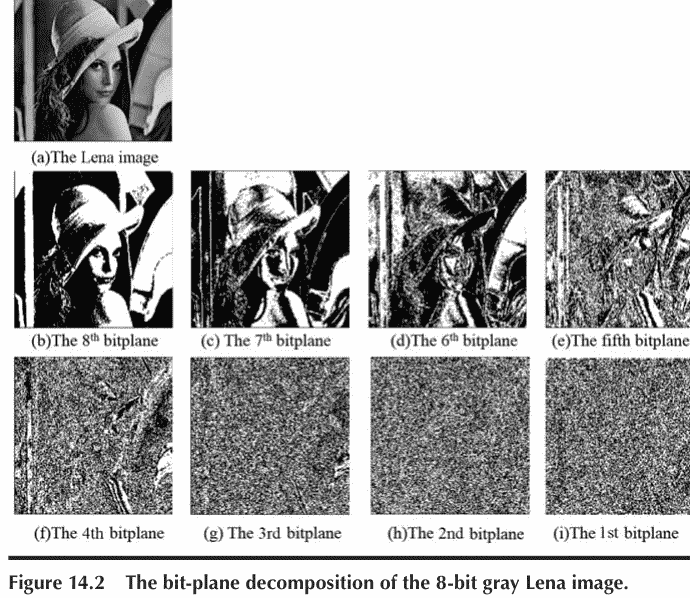 (a)The Lena image
(b)The 8th bitplane
(c) The 7th bitplane
(d)The 6th bitplane
(e)The fifth bitplane
(f)The 4th bitplane
(g) The 3rd bitplane
(h)The 2nd bitplane
(i)The 1st bitplane
Figure 14.2 The bit-plane decomposition of the 8-bit gray Lena image.